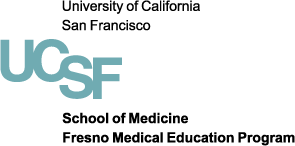 University of California
San Francisco
UCSF
School of Medicine
Fresno Medical Education Program